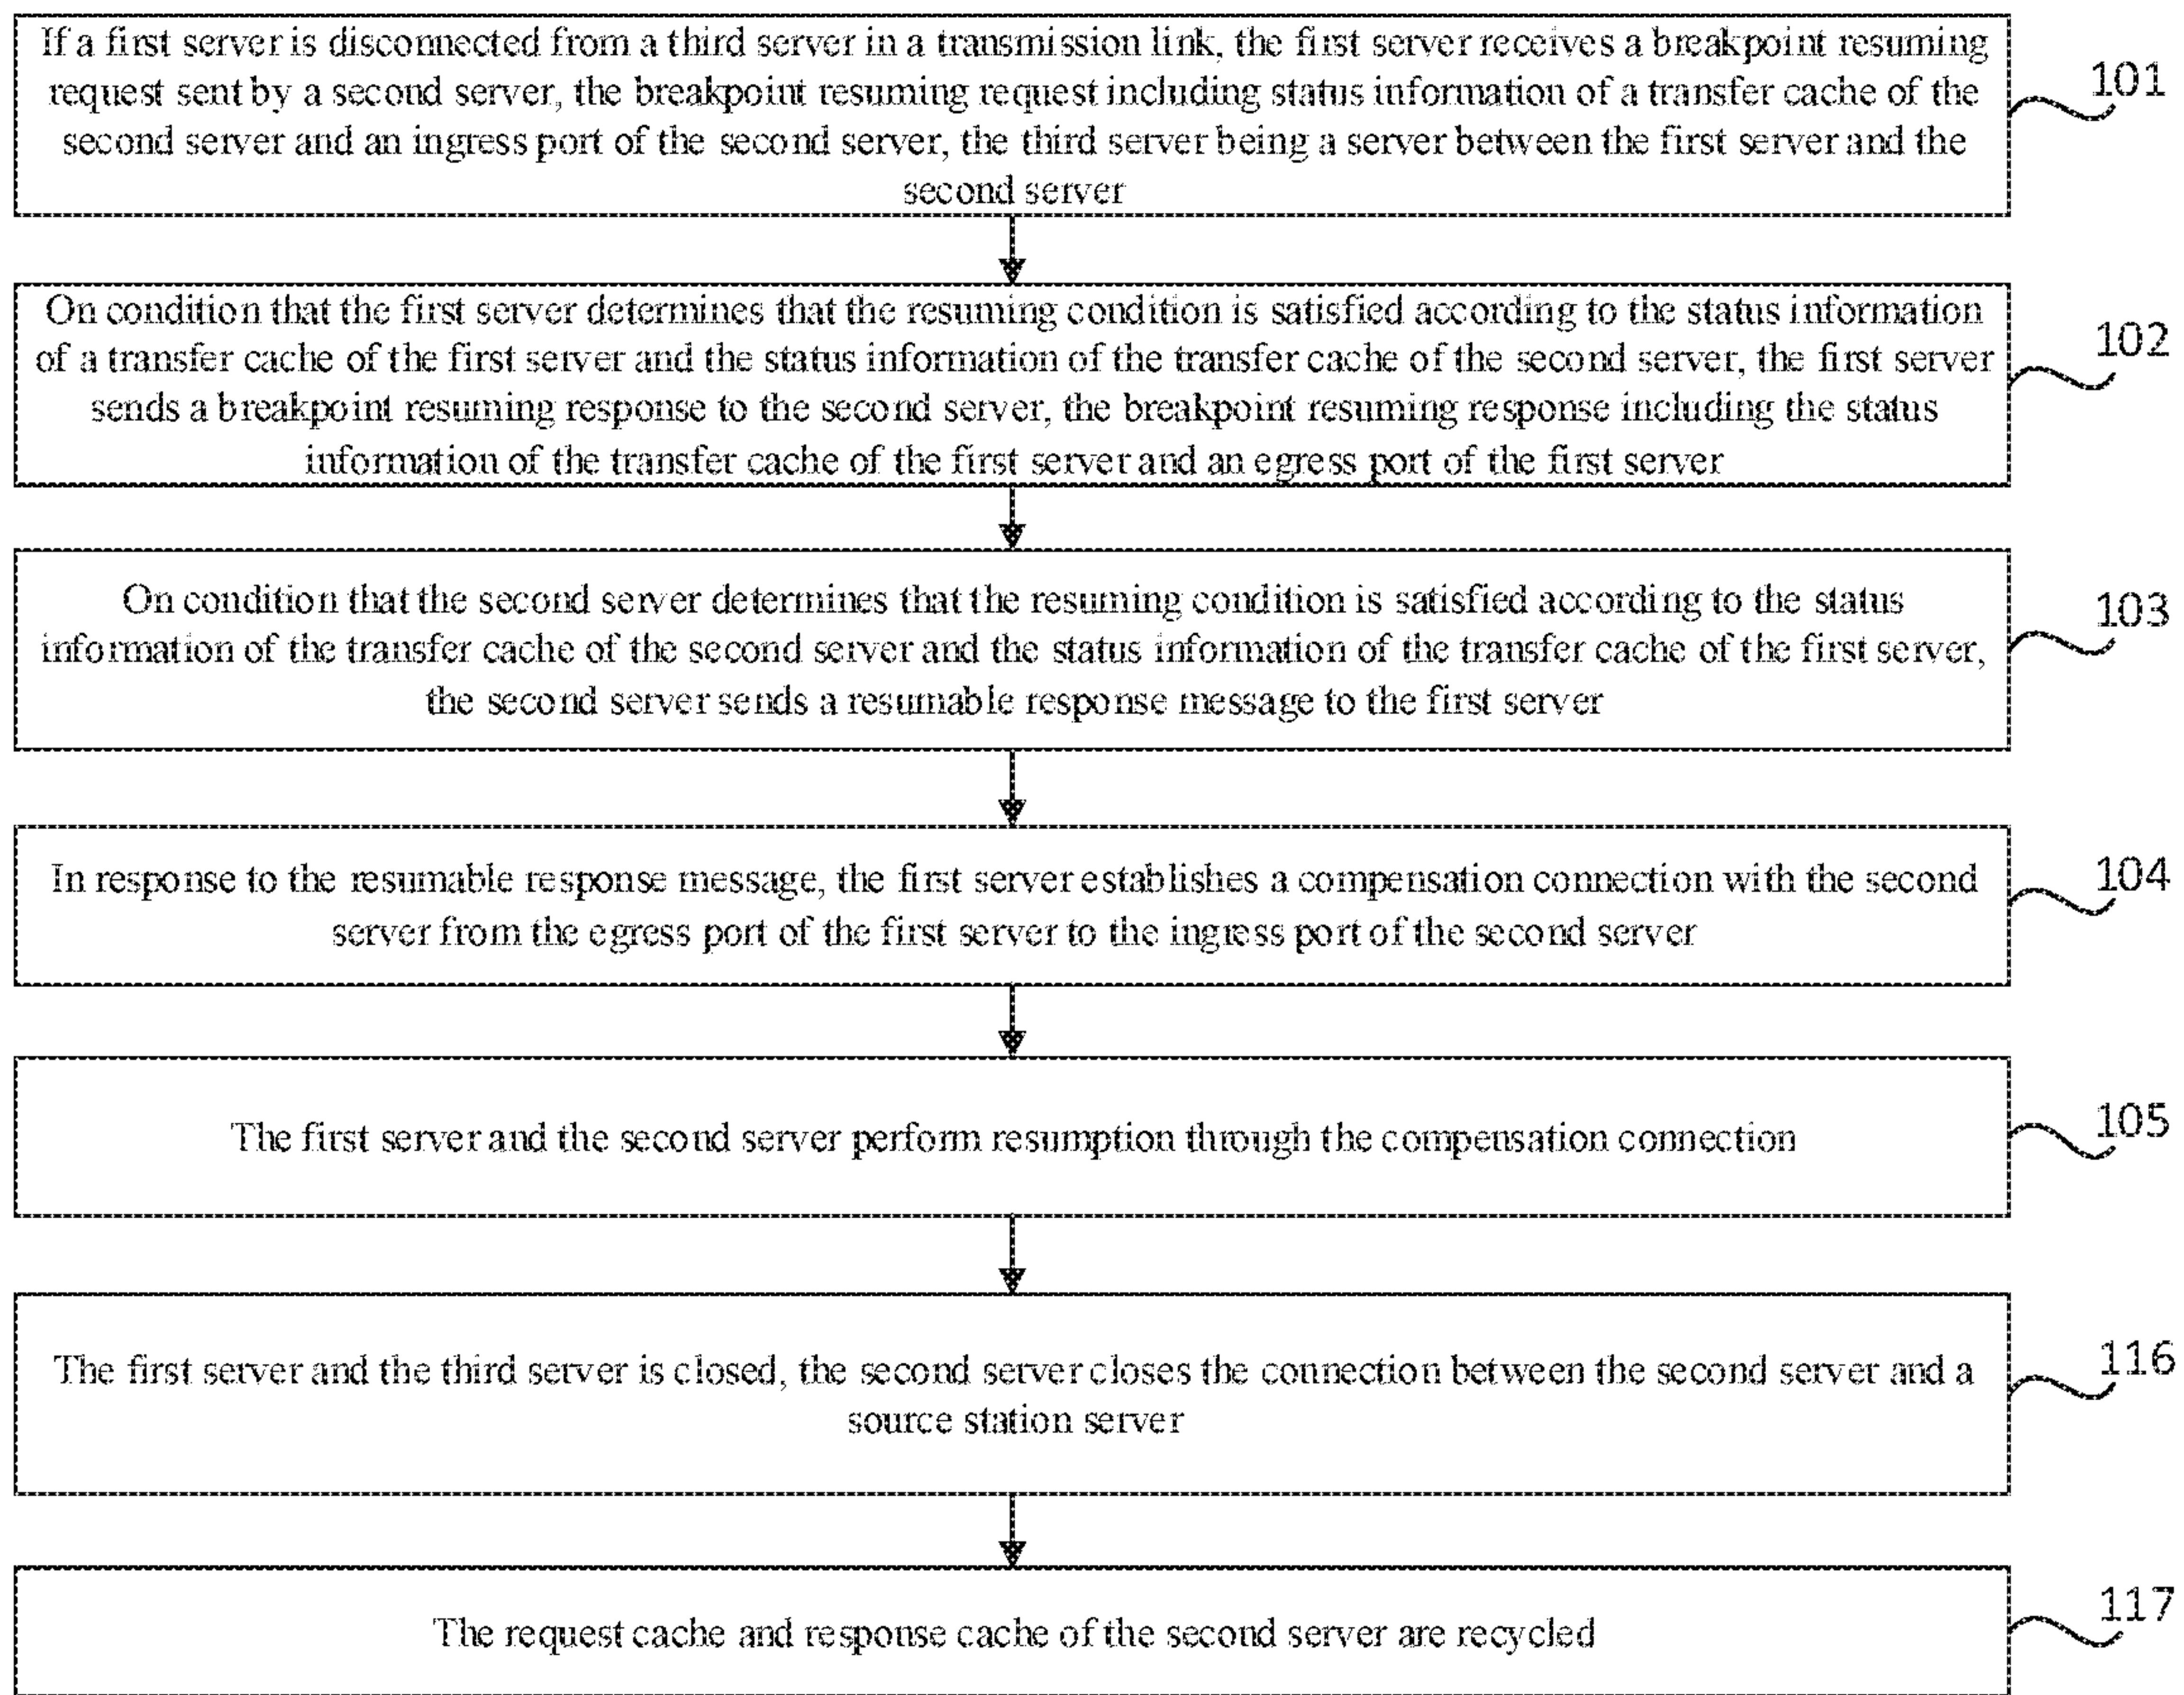 If a first server is disconnected from a third server in a transmission link, the first server receives a breakpoint resuming
request sent by a second server, the breakpoint resuming request including status information of a transfer cache of the
second server and an ingress port of the second server, the third server being a server between the first server and the
second server
101
On condition that the first server determines that the resuming condition is satisfied according to the status information
of a transfer cache of the first server and the status information of the transfer cache of the second server, the first server
sends a breakpoint resuming response to the second server, the breakpoint resuming response including the status
information of the transfer cache of the first server and an egress port of the first server
102
On condition that the second server determines that the resuming condition is satisfied according to the status
information of the transfer cache of the second server and the status information of the transfer cache of the first server,
the second server sends a resumable response message to the first server
103
In response to the resumable response message, the first server establishes a compensation connection with the second
server from the egress port of the first server to the ingress port of the second server
104
The first server and the second server perform resumption through the compensation connection
105
The first server and the third server is closed, the second server closes the connection between the second server and a
source station server
116
The request cache and response cache of the second server are recycled
117